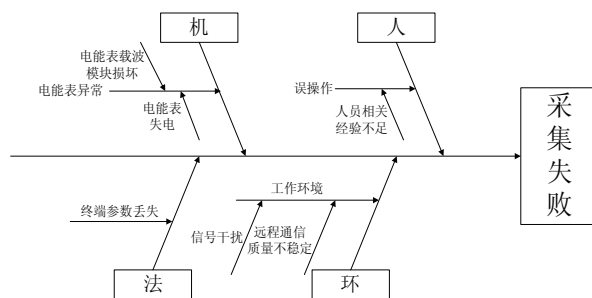 机
人
电能表载波
模块损坏
电能表异常
电能表
失电
误操作
人员相关
经验不足
采
集
失
败
工作环境
终端参数丢失
信号干扰
远程通信
质量不稳定
法
环